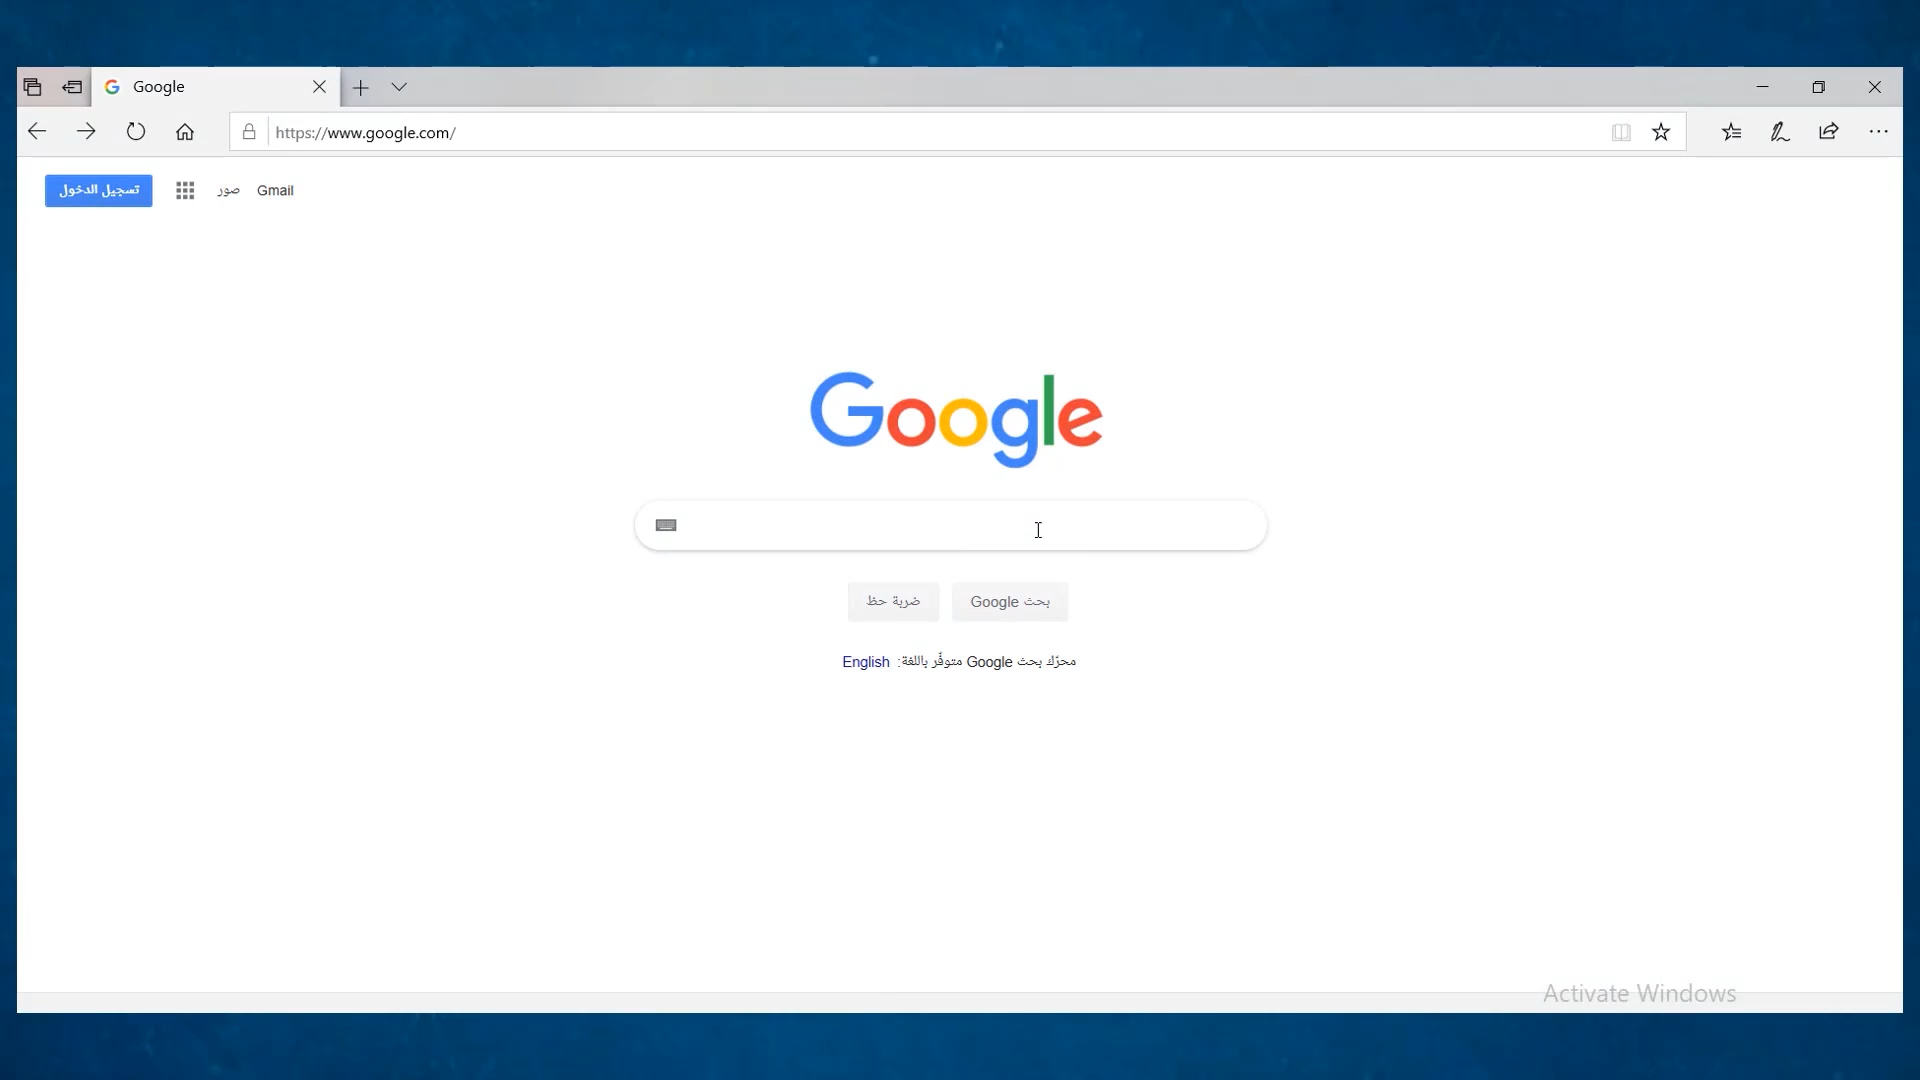 Google
https://www.google.com/
تسجيل الدخول
صور
Gmail
Google
بحث Google
ضربة حظ
محرّك بحث Google متوفّر باللغة: English
Activate Windows